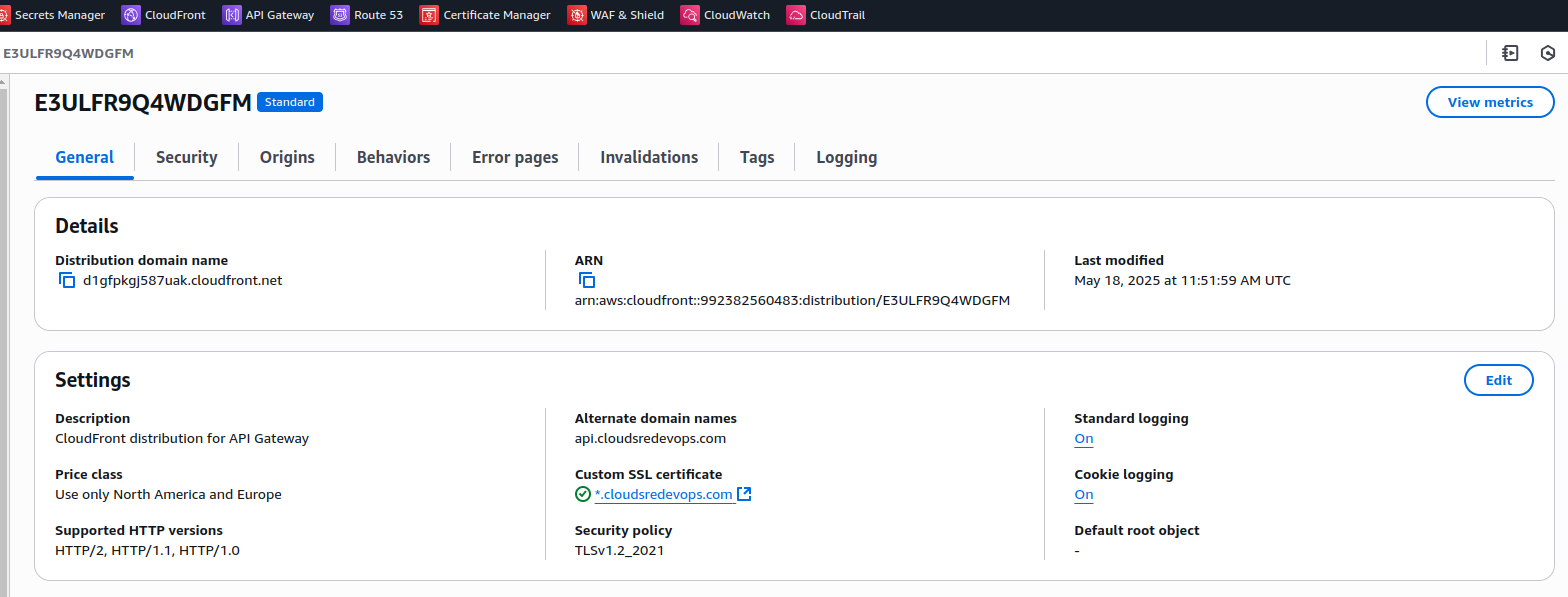 Secrets Manager CloudFront API Gateway Route 53 Certificate Manager WAF & Shield CloudWatch CloudTrail
E3ULFR9Q4WDGFM
E3ULFR9Q4WDGFM Standard View metrics
General Security Origins Behaviors Error pages Invalidations Tags Logging
Details
Distribution domain name
d1gfpkgj587uak.cloudfront.net
ARN
arn:aws:cloudfront::992382560483:distribution/E3ULFR9Q4WDGFM
Last modified
May 18, 2025 at 11:51:59 AM UTC
Settings Edit
Description
CloudFront distribution for API Gateway
Price class
Use only North America and Europe
Supported HTTP versions
HTTP/2, HTTP/1.1, HTTP/1.0
Alternate domain names
api.cloudsredevops.com
Custom SSL certificate
*.cloudsredevops.com
Security policy
TLSv1.2_2021
Standard logging
On
Cookie logging
On
Default root object
-